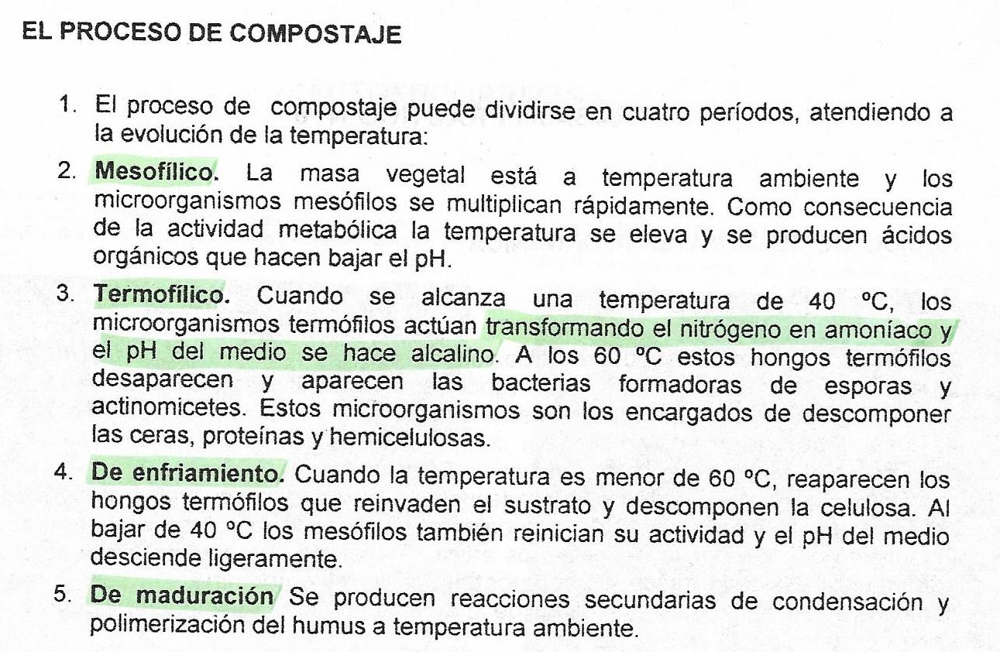 EL PROCESO DE COMPOSTAJE
1. El proceso de compostaje puede dividirse en cuatro períodos, atendiendo a
la evolución de la temperatura:
2. Mesofílico. La masa vegetal está a temperatura ambiente y los
microorganismos mesófilos se multiplican rápidamente. Como consecuencia
de la actividad metabólica la temperatura se eleva y se producen ácidos
orgánicos que hacen bajar el pH.
3. Termofílico. Cuando se alcanza una temperatura de 40 ºC, los
microorganismos termófilos actúan transformando el nitrógeno en amoníaco y
el pH del medio se hace alcalino. A los 60 ºC estos hongos termófilos
desaparecen y aparecen las bacterias formadoras de esporas y
actinomicetes. Estos microorganismos son los encargados de descomponer
las ceras, proteínas y hemicelulosas.
4. De enfriamiento. Cuando la temperatura es menor de 60 ºC, reaparecen los
hongos termófilos que reinvaden el sustrato y descomponen la celulosa. Al
bajar de 40 ºC los mesófilos también reinician su actividad y el pH del medio
desciende ligeramente.
5. De maduración Se producen reacciones secundarias de condensación y
polimerización del humus a temperatura ambiente.